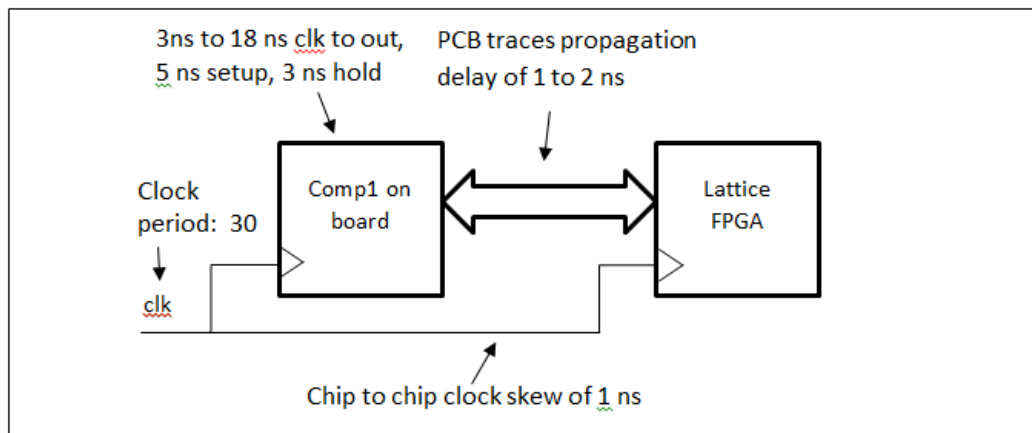 3ns to 18 ns clk to out,
5 ns setup, 3 ns hold
PCB traces propagation
delay of 1 to 2 ns
Clock
period:  30
clk
Comp1 on
board
Lattice
FPGA
Chip to chip clock skew of 1 ns